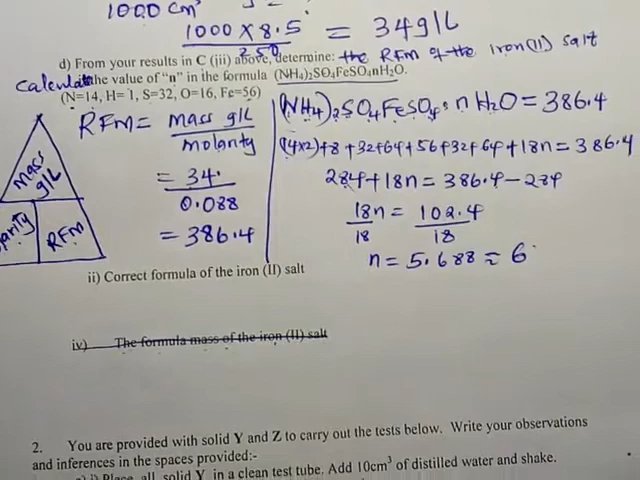 1000 cm³
1000 × 8.5 = 34g/L
250
d) From your results in C (iii) above, determine: the RFM of the iron(II) salt
Calculate the value of "n" in the formula (NH₄)₂SO₄FeSO₄nH₂O.
(N=14, H= 1, S=32, O=16, Fe=56)
RFM = mass g/L
molarity
= 34.
0.088
= 386.4
mass g/L
larity
RFM
(NH4)2SO4FeSO4.nH2O = 386.4
(14×2)+8+32+64+56+32+64+18n = 386.4
284+18n = 386.4-284
18n = 102.4
18 18
n = 5.688 ≈ 6
ii) Correct formula of the iron (II) salt
iv) The formula mass of the iron (II) salt
2. You are provided with solid Y and Z to carry out the tests below. Write your observations
and inferences in the spaces provided:-
a) i) Place all solid Y in a clean test tube. Add 10cm³ of distilled water and shake.